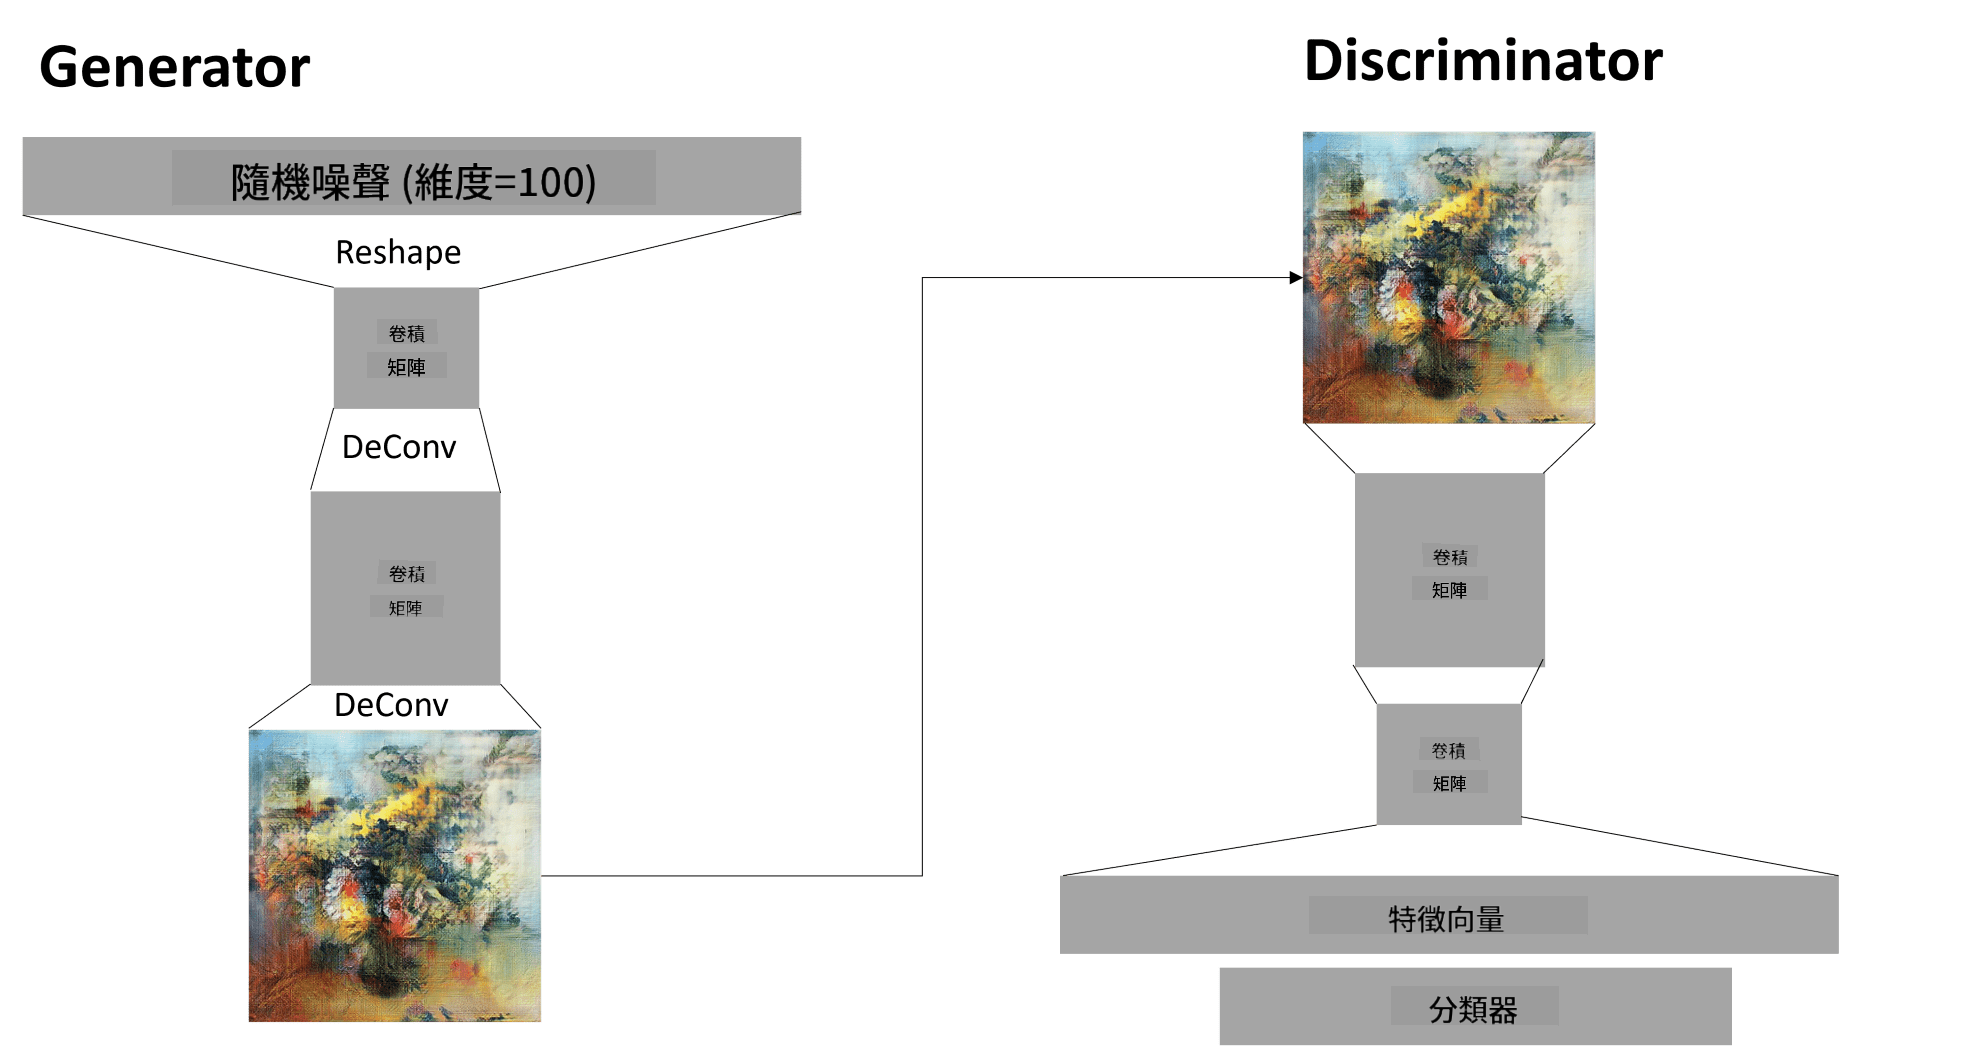 Generator
隨機噪聲 (維度=100)
Reshape
卷積
矩陣
DeConv
卷積
矩陣
DeConv
Discriminator
卷積
矩陣
卷積
矩陣
特徵向量
分類器